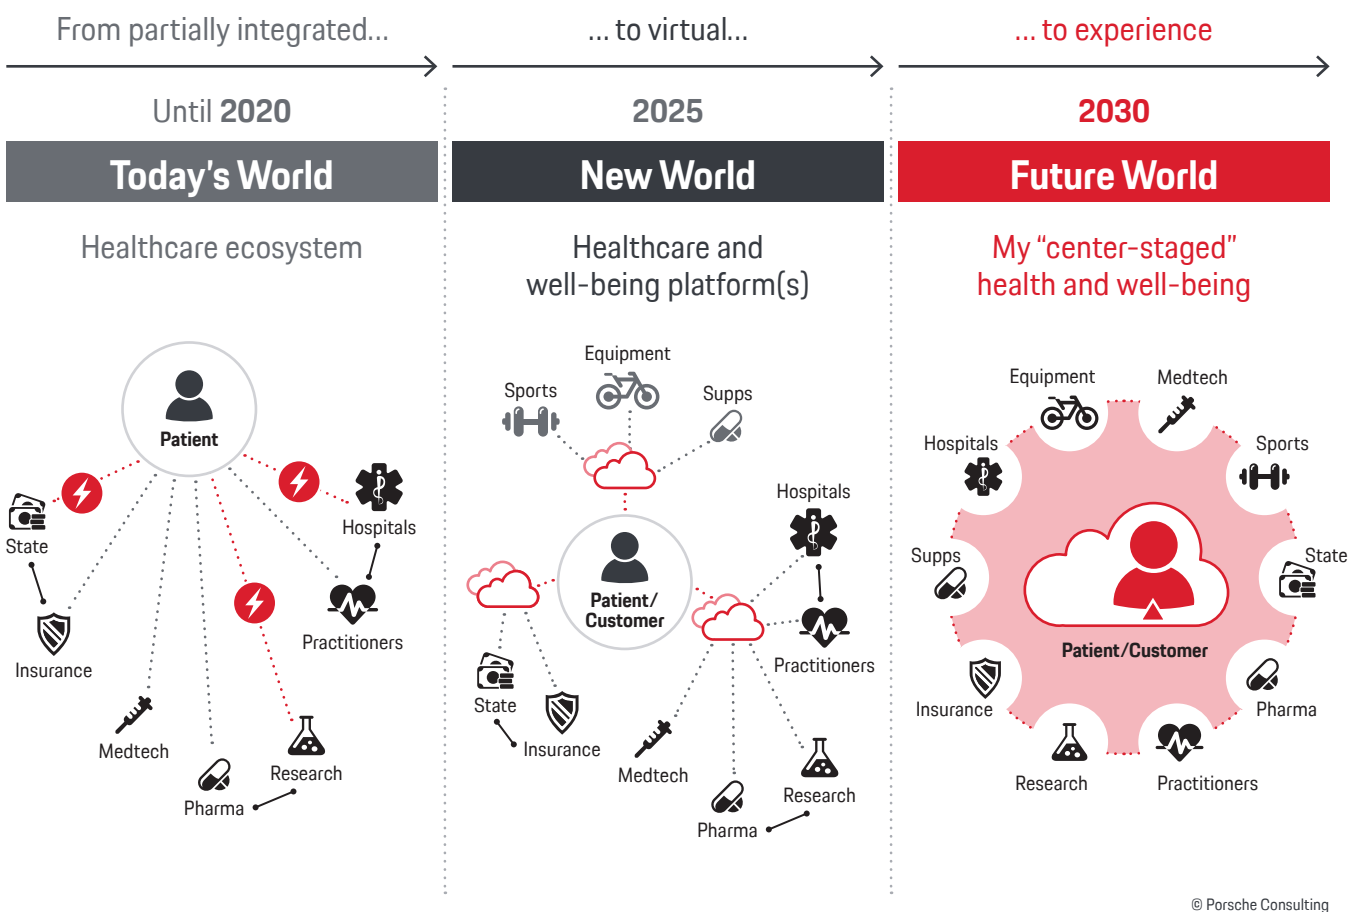 From partially integrated...
... to virtual...
... to experience
Until 2020
2025
2030
Today's World
New World
Future World
Healthcare ecosystem
Healthcare and
well-being platform(s)
My “center-staged”
health and well-being
Patient
State
Hospitals
Insurance
Practitioners
Medtech
Pharma
Research
Equipment
Sports
Supps
Patient/
Customer
Hospitals
Practitioners
State
Insurance
Medtech
Pharma
Research
Equipment
Medtech
Hospitals
Sports
Supps
State
Patient/Customer
Insurance
Pharma
Research
Practitioners
© Porsche Consulting